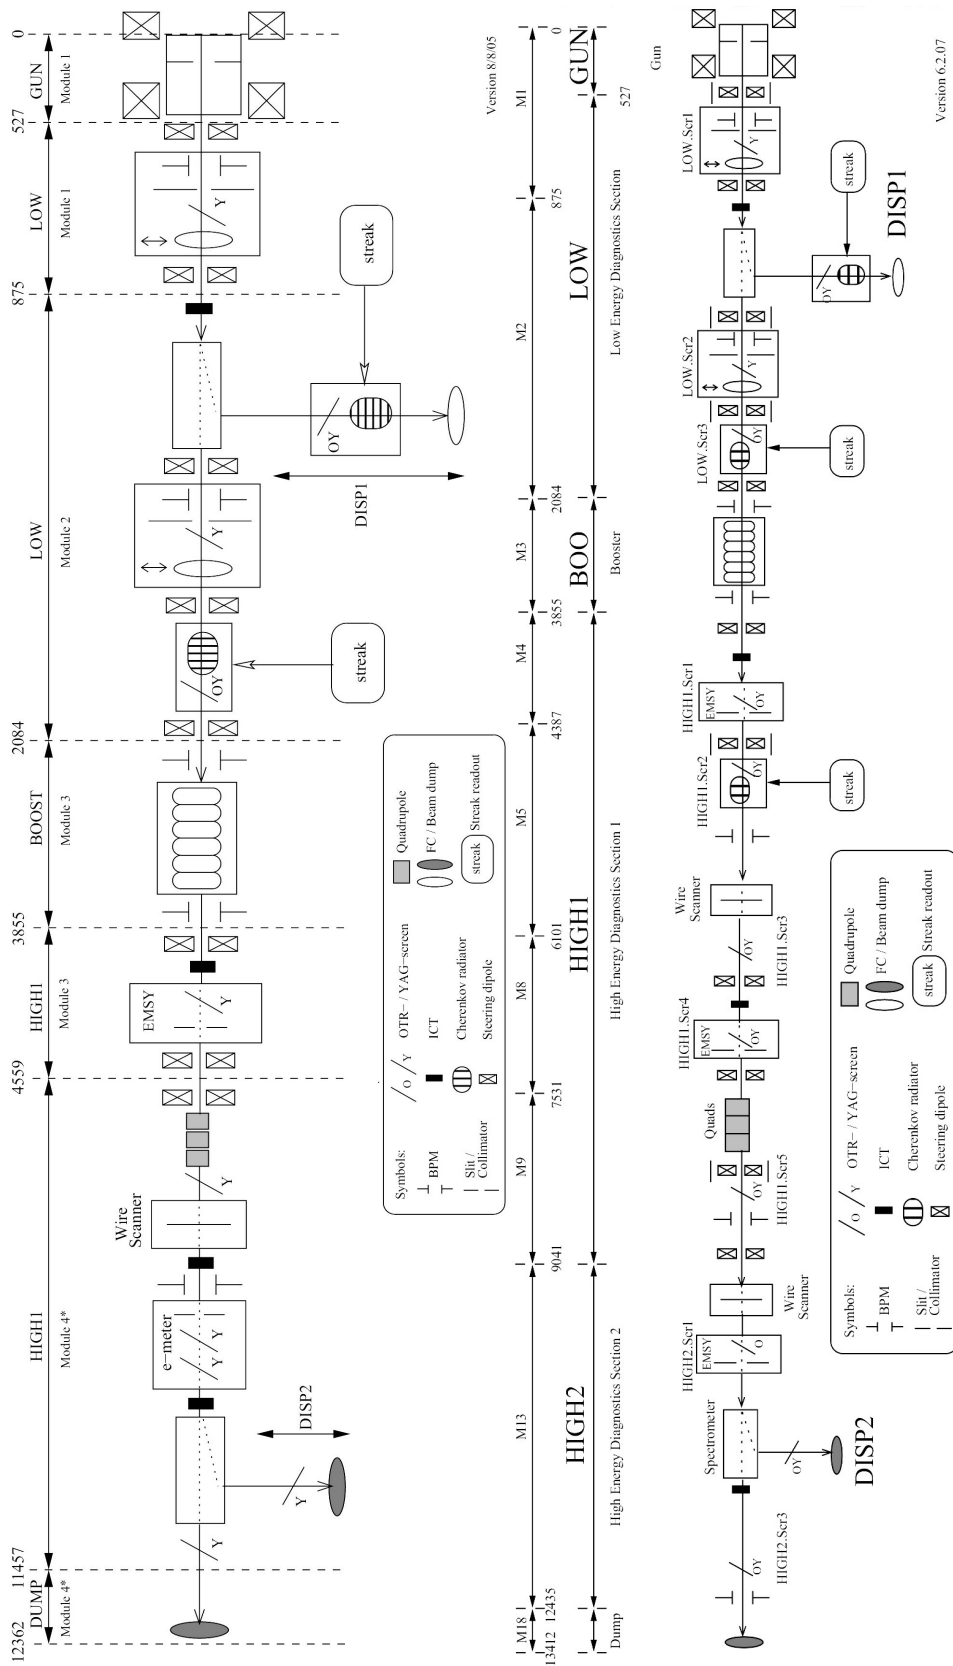 12362
11457
4559
3855
2084
875
527
0
DUMP
HIGH1
HIGH1
BOOST
LOW
LOW
GUN
Module 4*
Module 4*
Module 3
Module 3
Module 2
Module 1
Module 1
Y
Y
DISP2
e−meter
Y
Y
Wire
Scanner
Y
EMSY
Y
OY
streak
Y
OY
streak
DISP1
Y
Symbols:
BPM
Slit /
Collimator
O
Y
OTR− / YAG−screen
ICT
Cherenkov radiator
Steering dipole
Quadrupole
FC / Beam dump
streak
Streak readout
Version 8/8/05
M18
M13
M9
M8
M5
M4
M3
M2
M1
13412
12435
9041
7531
6101
4387
3855
2084
875
527
0
HIGH2
HIGH1
BOO
LOW
GUN
Dump
High Energy Diagnostics Section 2
High Energy Diagnostics Section 1
Booster
Low Energy Diagnostics Section
Gun
HIGH2.Scr3
OY
Spectrometer
OY
DISP2
HIGH2.Scr1
EMSY
O
Wire
Scanner
HIGH1.Scr5
OY
Quads
HIGH1.Scr4
EMSY
OY
HIGH1.Scr3
OY
Wire
Scanner
HIGH1.Scr2
OY
streak
HIGH1.Scr1
EMSY
OY
LOW.Scr3
OY
streak
LOW.Scr2
Y
OY
streak
DISP1
LOW.Scr1
Y
Symbols:
BPM
Slit /
Collimator
O
Y
OTR− / YAG−screen
ICT
Cherenkov radiator
Steering dipole
Quadrupole
FC / Beam dump
streak
Streak readout
Version 6.2.07